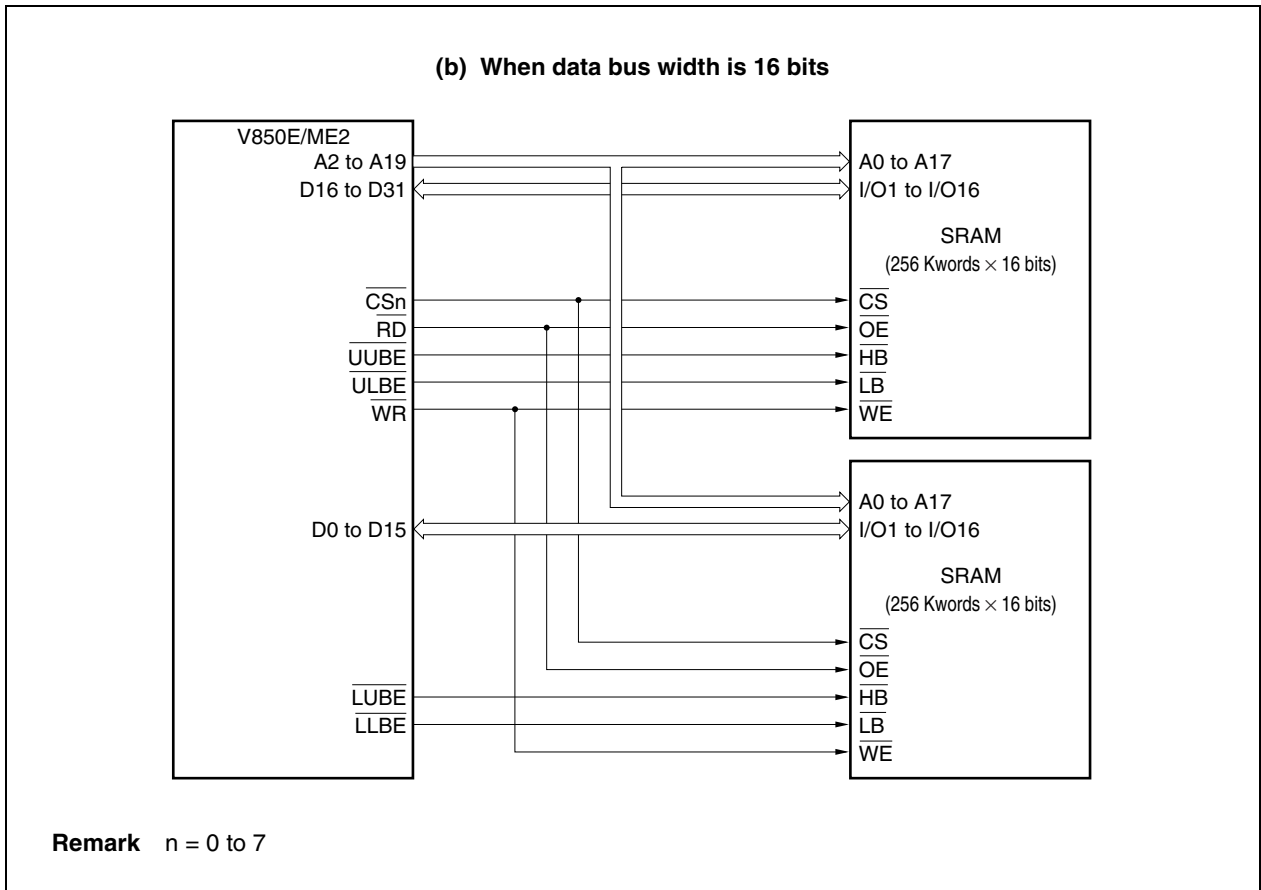 (b) When data bus width is 16 bits
V850E/ME2
A2 to A19
D16 to D31
CSn
RD
UUBE
ULBE
WR
D0 to D15
LUBE
LLBE
A0 to A17
I/O1 to I/O16
SRAM
(256 Kwords × 16 bits)
CS
OE
HB
LB
WE
A0 to A17
I/O1 to I/O16
SRAM
(256 Kwords × 16 bits)
CS
OE
HB
LB
WE
Remark n = 0 to 7